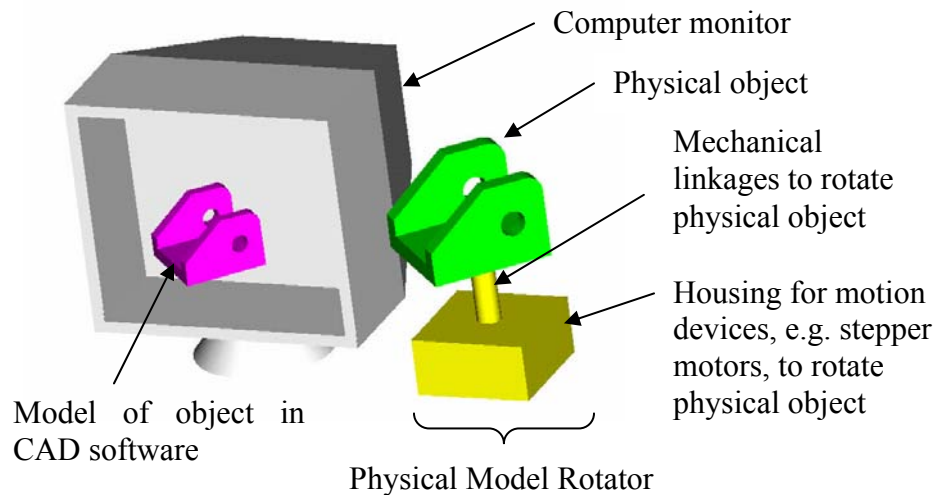 Computer monitor
Physical object
Mechanical
linkages to rotate
physical object
Housing for motion
devices, e.g. stepper
motors, to rotate
physical object
Model of object in
CAD software
Physical Model Rotator